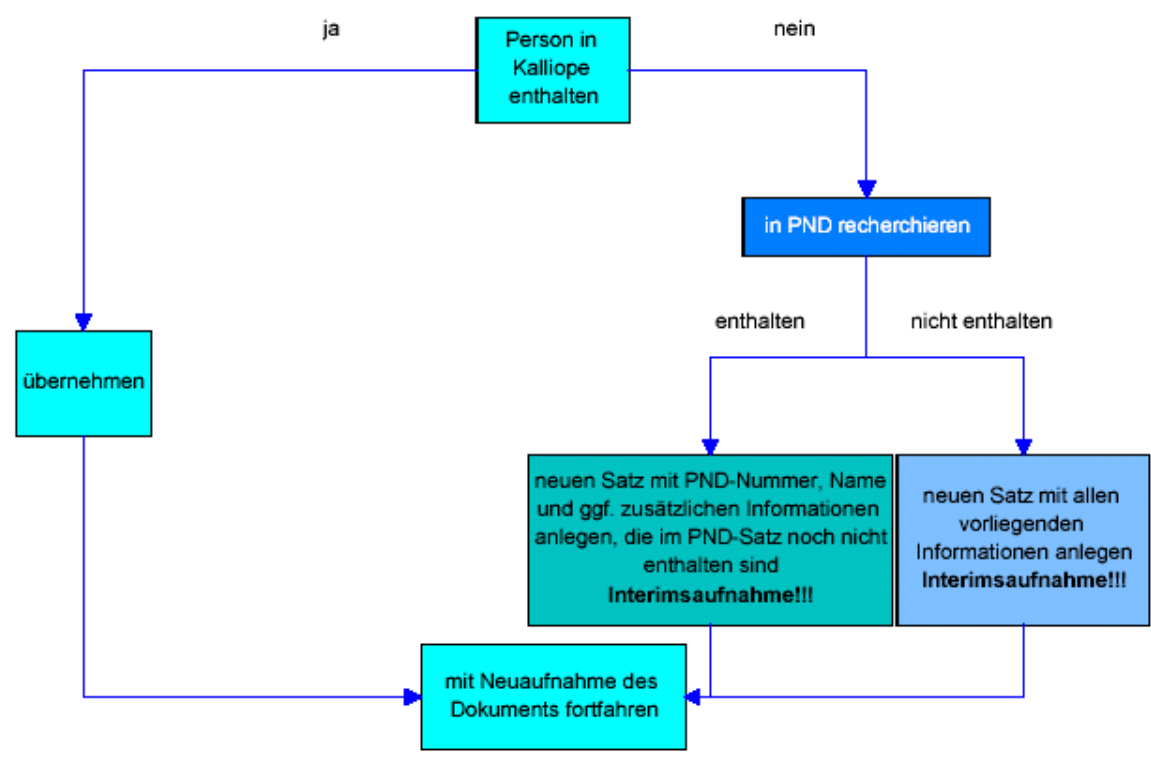 ja
Person in
Kalliope
enthalten
nein
in PND recherchieren
enthalten
nicht enthalten
übernehmen
neuen Satz mit PND-Nummer, Name
und ggf. zusätzlichen Informationen
anlegen, die im PND-Satz noch nicht
enthalten sind
Interimsaufnahme!!!
neuen Satz mit allen
vorliegenden
Informationen anlegen
Interimsaufnahme!!!
mit Neuaufnahme des
Dokuments fortfahren